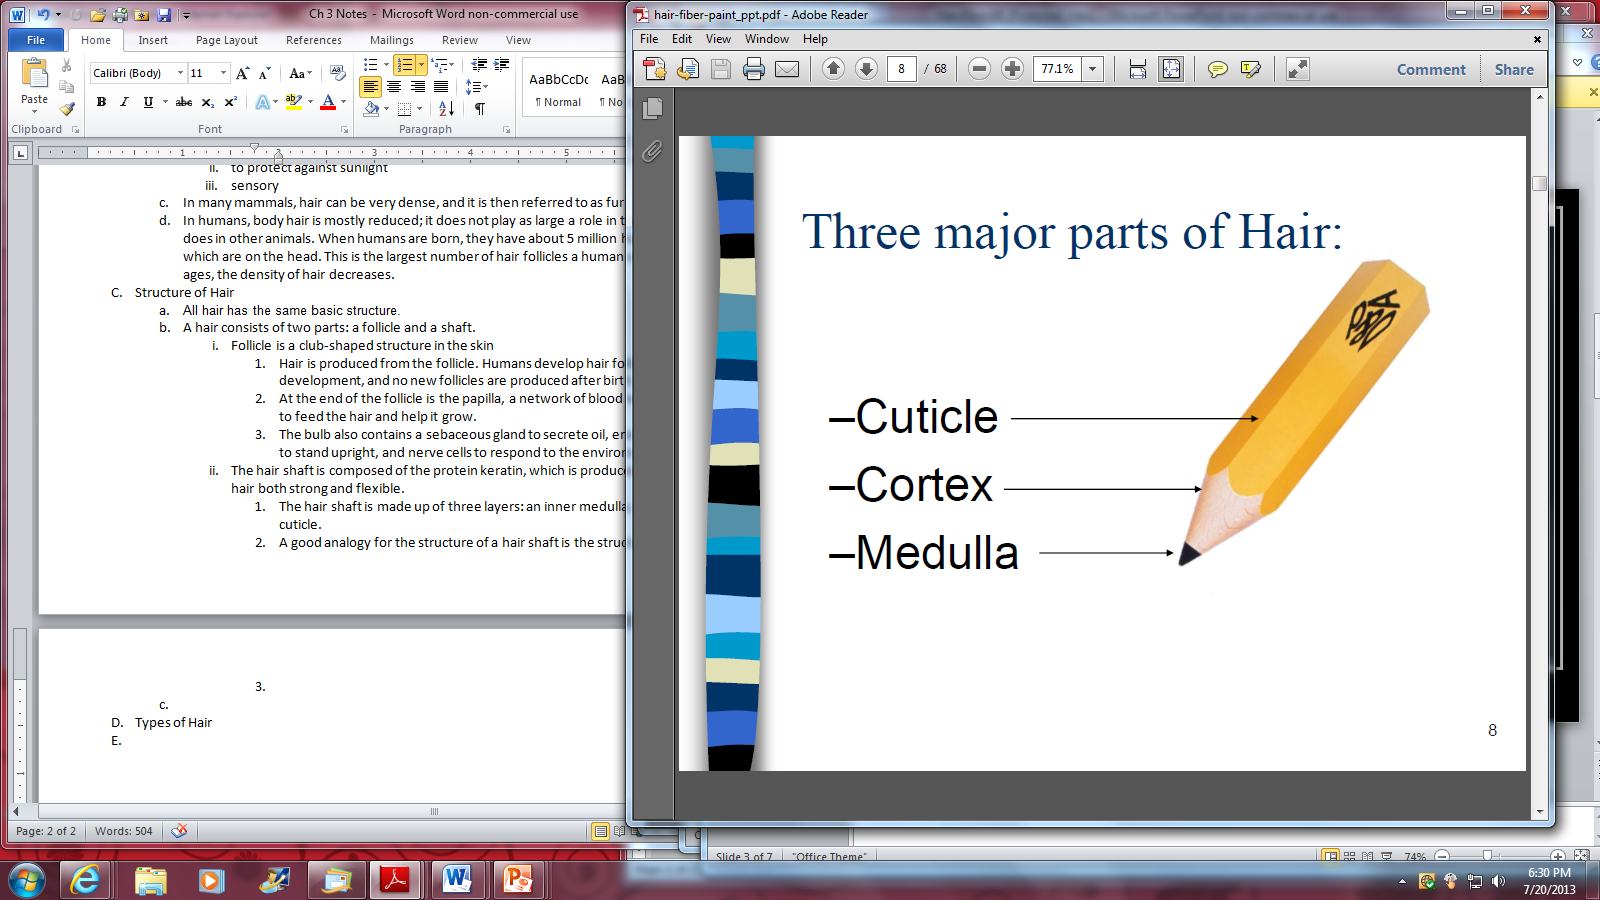 Ch 3 Notes - Microsoft Word non-commercial use
File Home Insert Page Layout References Mailings Review View
Paste
Calibri (Body) 11
AaBbCcDc AaB
¶ Normal ¶ No
Clipboard Font Paragraph
1 2 3 4 5
ii. to protect against sunlight
iii. sensory
c. In many mammals, hair can be very dense, and it is then referred to as fur
d. In humans, body hair is mostly reduced; it does not play as large a role in t
does in other animals. When humans are born, they have about 5 million h
which are on the head. This is the largest number of hair follicles a human
ages, the density of hair decreases.
C. Structure of Hair
a. All hair has the same basic structure.
b. A hair consists of two parts: a follicle and a shaft.
i. Follicle is a club-shaped structure in the skin
1. Hair is produced from the follicle. Humans develop hair fo
development, and no new follicles are produced after birt
2. At the end of the follicle is the papilla, a network of blood
to feed the hair and help it grow.
3. The bulb also contains a sebaceous gland to secrete oil, er
to stand upright, and nerve cells to respond to the enviro
ii. The hair shaft is composed of the protein keratin, which is produce
hair both strong and flexible.
1. The hair shaft is made up of three layers: an inner medulla
cuticle.
2. A good analogy for the structure of a hair shaft is the struc
3.
c.
D. Types of Hair
E.
Page: 2 of 2 Words: 504
hair-fiber-paint_ppt.pdf - Adobe Reader
File Edit View Window Help
8 / 68 77.1% Comment Share
Three major parts of Hair:
–Cuticle
–Cortex
–Medulla
8
Slide 3 of 7 "Office Theme" 74%
6:30 PM
7/20/2013